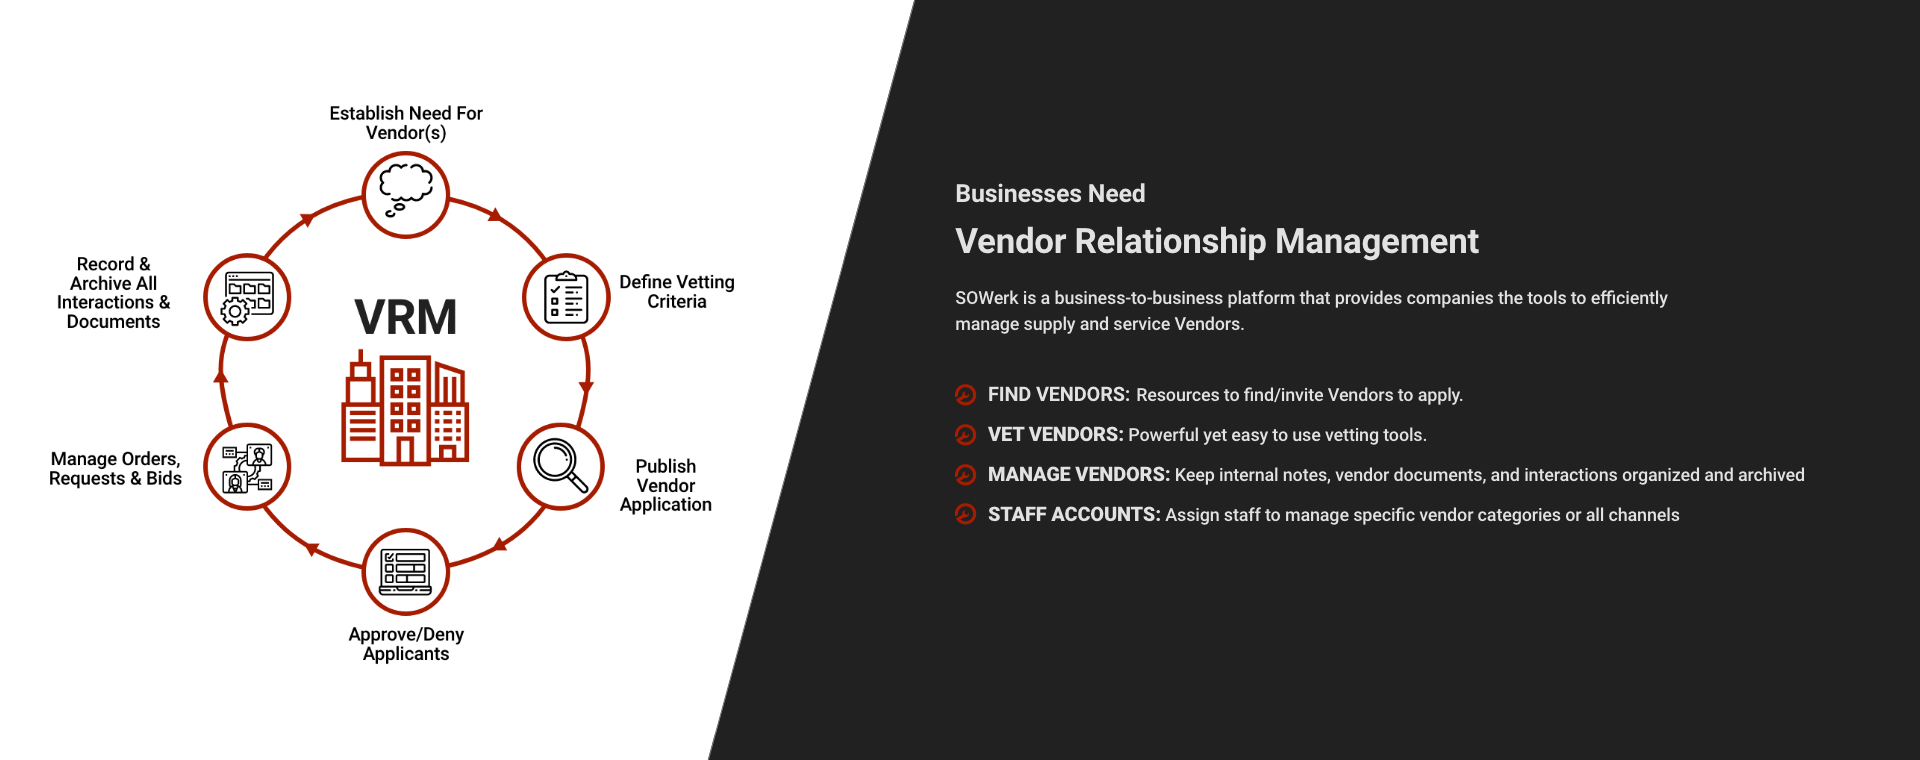 Establish Need For
Vendor(s)
Define Vetting
Criteria
Publish
Vendor
Application
Approve/Deny
Applicants
Manage Orders,
Requests & Bids
Record &
Archive All
Interactions &
Documents
VRM
Businesses Need
Vendor Relationship Management
SOWerk is a business-to-business platform that provides companies the tools to efficiently
manage supply and service Vendors.
FIND VENDORS: Resources to find/invite Vendors to apply.
VET VENDORS: Powerful yet easy to use vetting tools.
MANAGE VENDORS: Keep internal notes, vendor documents, and interactions organized and archived
STAFF ACCOUNTS: Assign staff to manage specific vendor categories or all channels